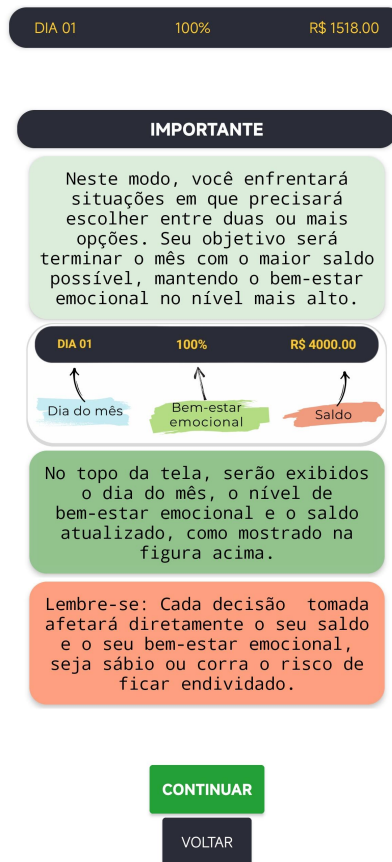 DIA 01 100% R$ 1518.00
IMPORTANTE
Neste modo, você enfrentará
situações em que precisará
escolher entre duas ou mais
opções. Seu objetivo será
terminar o mês com o maior saldo
possível, mantendo o bem-estar
emocional no nível mais alto.
DIA 01 100% R$ 4000.00
Dia do mês
Bem-estar
emocional
Saldo
No topo da tela, serão exibidos
o dia do mês, o nível de
bem-estar emocional e o saldo
atualizado, como mostrado na
figura acima.
Lembre-se: Cada decisão tomada
afetará diretamente o seu saldo
e o seu bem-estar emocional,
seja sábio ou corra o risco de
ficar endividado.
CONTINUAR
VOLTAR